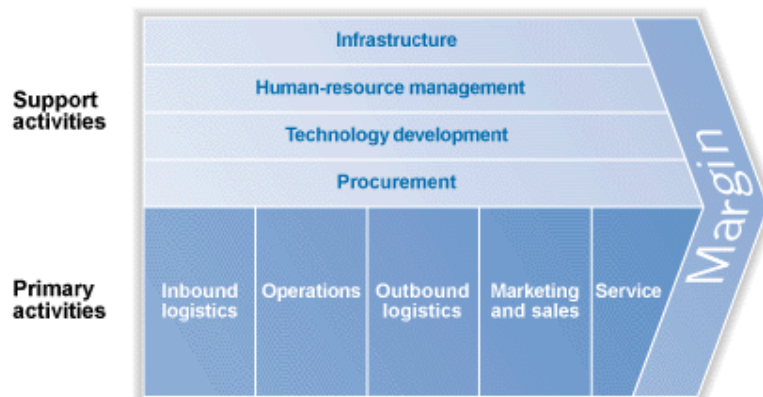 Infrastructure
Human-resource management
Technology development
Procurement
Support
activities
Primary
activities
Inbound
logistics
Operations
Outbound
logistics
Marketing
and sales
Service
Margin